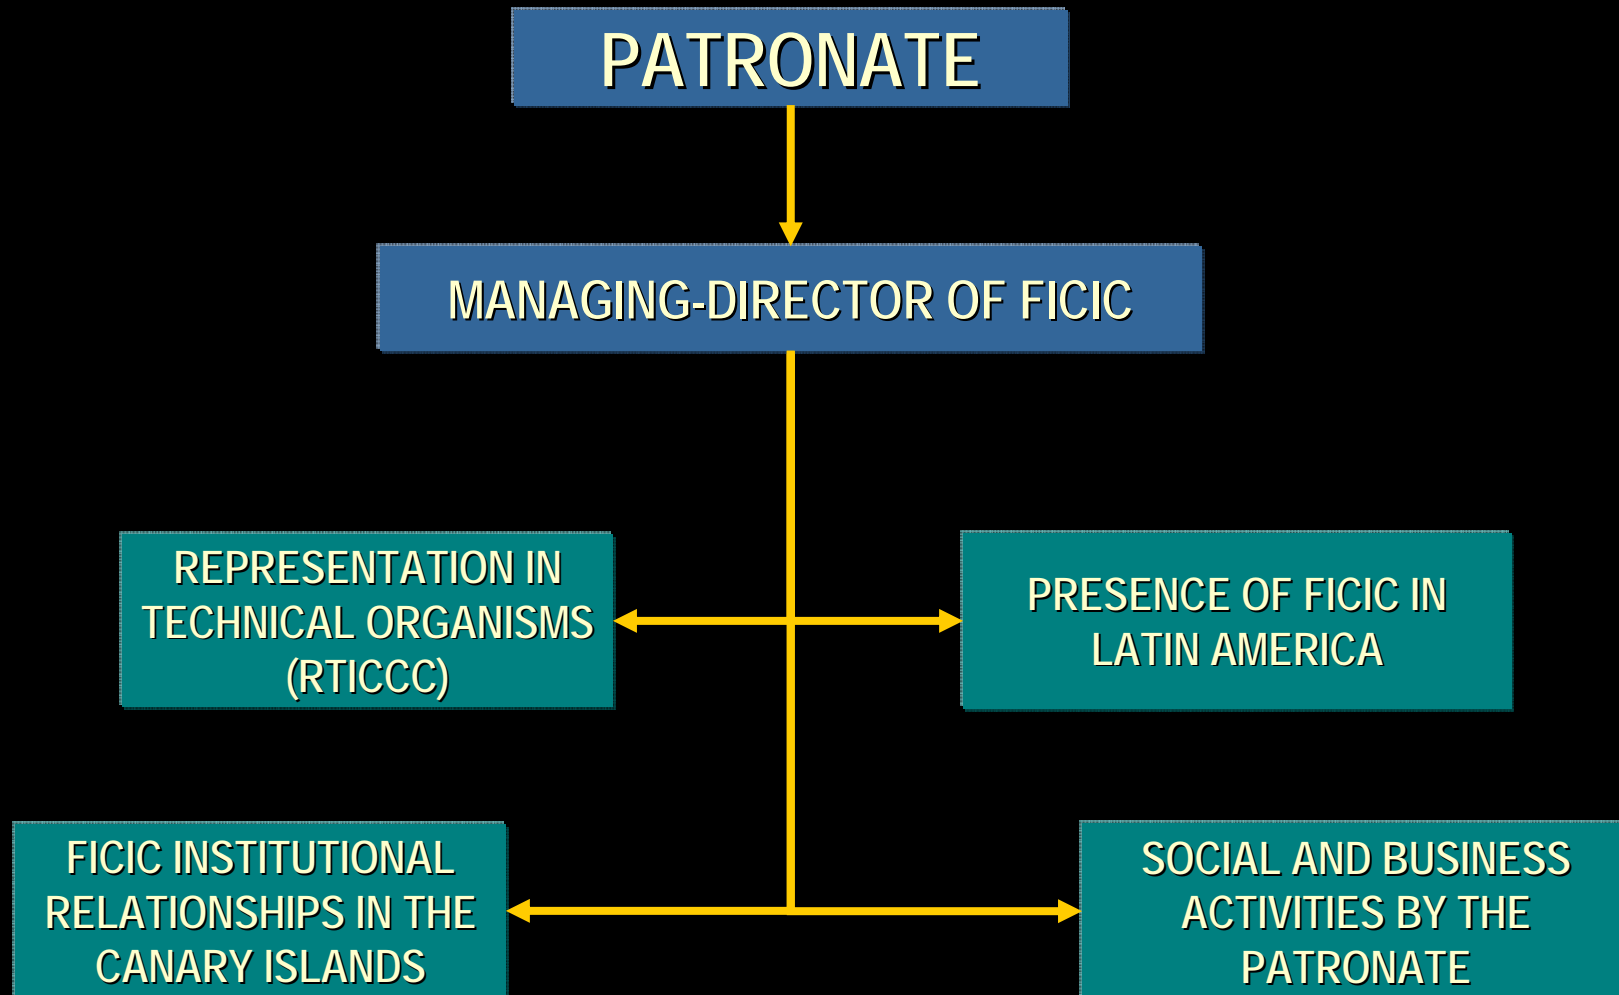 PATRONATE
MANAGING-DIRECTOR OF FICIC
REPRESENTATION IN
TECHNICAL ORGANISMS
(RTICCC)
PRESENCE OF FICIC IN
LATIN AMERICA
FICIC INSTITUTIONAL
RELATIONSHIPS IN THE
CANARY ISLANDS
SOCIAL AND BUSINESS
ACTIVITIES BY THE
PATRONATE